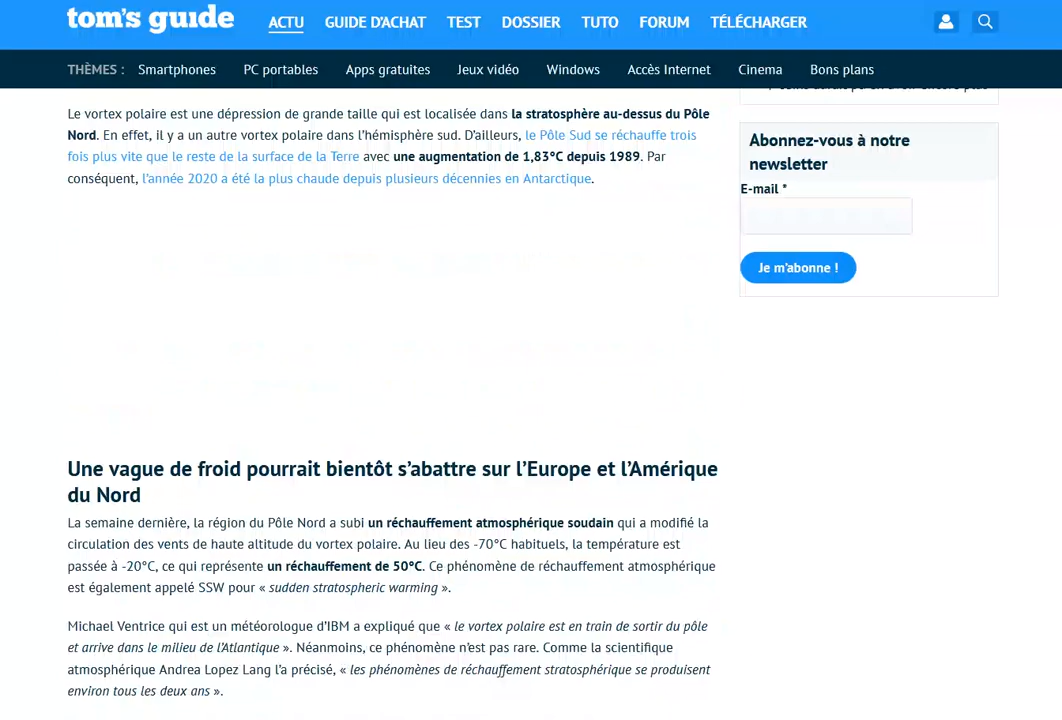 tom's guide
ACTU GUIDE D'ACHAT TEST DOSSIER TUTO FORUM TÉLÉCHARGER
THÈMES : Smartphones PC portables Apps gratuites Jeux vidéo Windows Accès Internet Cinema Bons plans
Le vortex polaire est une dépression de grande taille qui est localisée dans la stratosphère au-dessus du Pôle
Nord. En effet, il y a un autre vortex polaire dans l'hémisphère sud. D'ailleurs, le Pôle Sud se réchauffe trois
fois plus vite que le reste de la surface de la Terre avec une augmentation de 1,83°C depuis 1989. Par
conséquent, l'année 2020 a été la plus chaude depuis plusieurs décennies en Antarctique.
Abonnez-vous à notre
newsletter
E-mail *
Je m'abonne !
Une vague de froid pourrait bientôt s'abattre sur l'Europe et l'Amérique
du Nord
La semaine dernière, la région du Pôle Nord a subi un réchauffement atmosphérique soudain qui a modifié la
circulation des vents de haute altitude du vortex polaire. Au lieu des -70°C habituels, la température est
passée à -20°C, ce qui représente un réchauffement de 50°C. Ce phénomène de réchauffement atmosphérique
est également appelé SSW pour « sudden stratospheric warming ».
Michael Ventrice qui est un météorologue d'IBM a expliqué que « le vortex polaire est en train de sortir du pôle
et arrive dans le milieu de l'Atlantique ». Néanmoins, ce phénomène n'est pas rare. Comme la scientifique
atmosphérique Andrea Lopez Lang l'a précisé, « les phénomènes de réchauffement stratosphérique se produisent
environ tous les deux ans ».